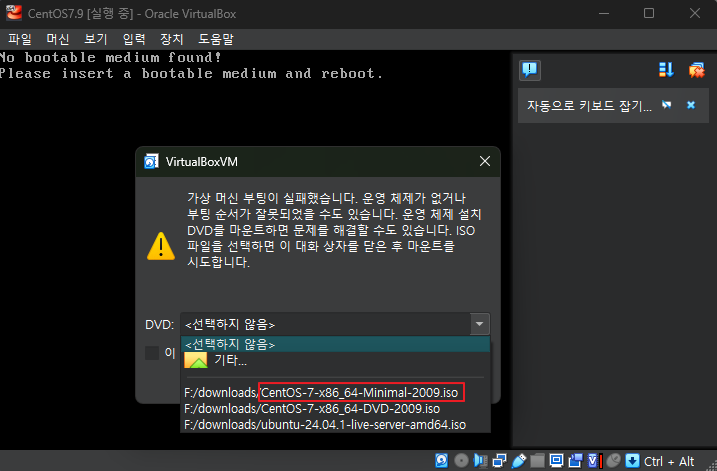 CentOS7.9 [실행 중] - Oracle VirtualBox
파일 머신 보기 입력 장치 도움말
No bootable medium found!
Please insert a bootable medium and reboot.
자동으로 키보드 잡기...
VirtualBoxVM
가상 머신 부팅이 실패했습니다. 운영 체제가 없거나
부팅 순서가 잘못되었을 수도 있습니다. 운영 체제 설치
DVD를 마운트하면 문제를 해결할 수도 있습니다. ISO
파일을 선택하면 이 대화 상자를 닫은 후 마운트를
시도합니다.
DVD: <선택하지 않음>
<선택하지 않음>
이
기타...
F:/downloads/CentOS-7-x86_64-Minimal-2009.iso
F:/downloads/CentOS-7-x86_64-DVD-2009.iso
F:/downloads/ubuntu-24.04.1-live-server-amd64.iso
Ctrl + Alt